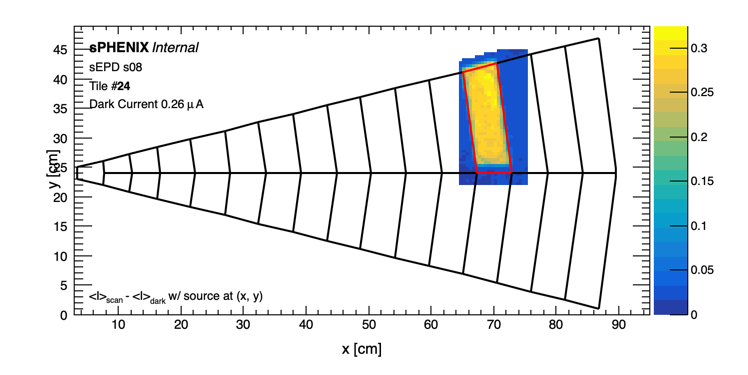 sPHENIX Internal
sEPD s08
Tile #24
Dark Current 0.26 μA
<I>scan - <I>dark w/ source at (x, y)
y [cm]
45
40
35
30
25
20
15
10
5
0
10 20 30 40 50 60 70 80 90
x [cm]
0.3
0.25
0.2
0.15
0.1
0.05
0